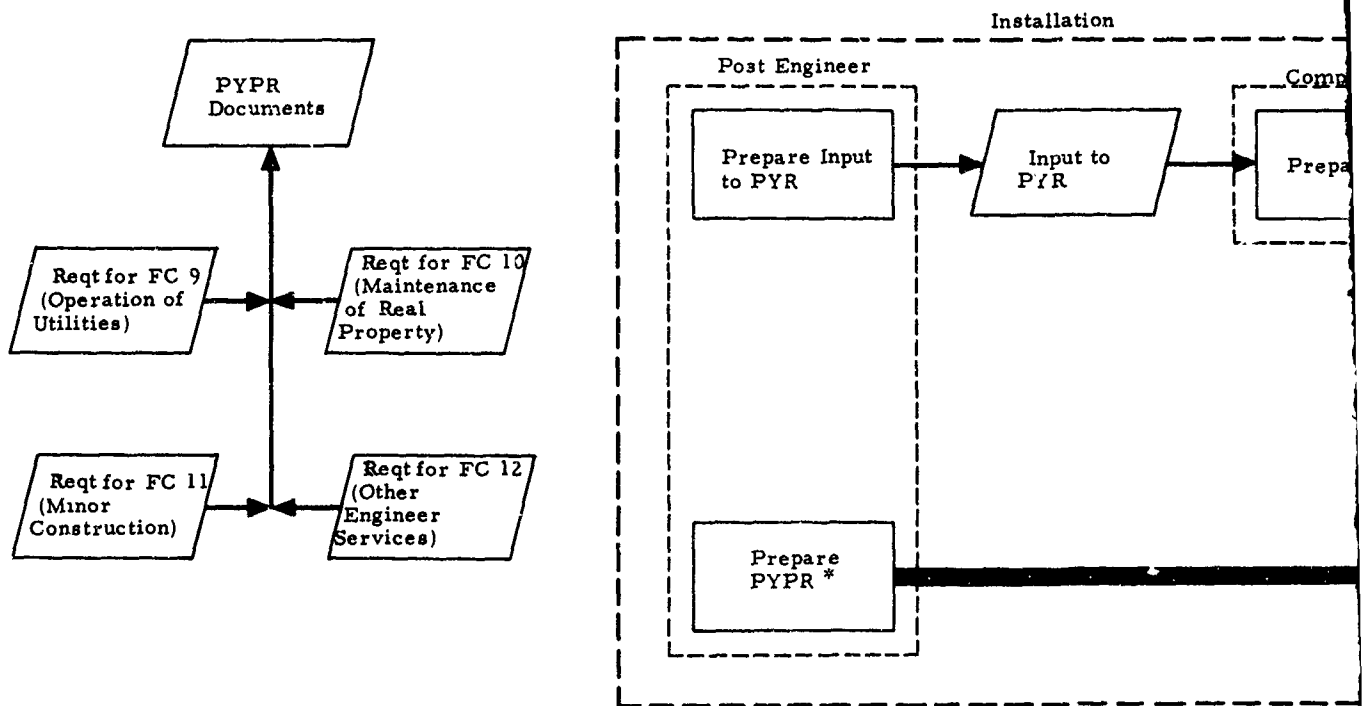 PYPR
Documents
Reqt for FC 9
(Operation of
Utilities)
Reqt for FC 10
(Maintenance
of Real
Property)
Reqt for FC 11
(Minor
Construction)
Reqt for FC 12
(Other
Engineer
Services)
Installation
Post Engineer
Prepare Input
to PYR
Input to
PYR
Comp
Prepa
Prepare
PYPR *